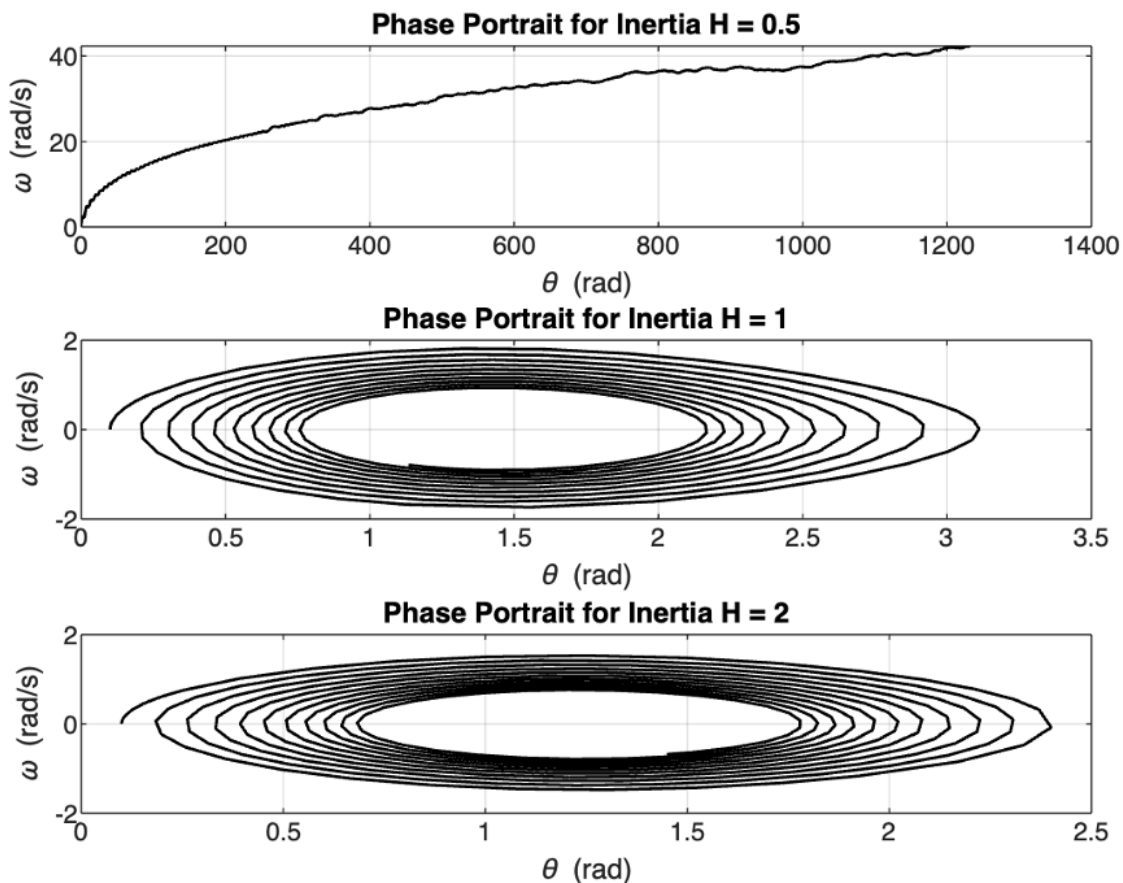 Phase Portrait for Inertia H = 0.5
40
20
0
ω (rad/s)
0 200 400 600 800 1000 1200 1400
θ (rad)
Phase Portrait for Inertia H = 1
2
0
-2
ω (rad/s)
0 0.5 1 1.5 2 2.5 3 3.5
θ (rad)
Phase Portrait for Inertia H = 2
2
0
-2
ω (rad/s)
0 0.5 1 1.5 2 2.5
θ (rad)